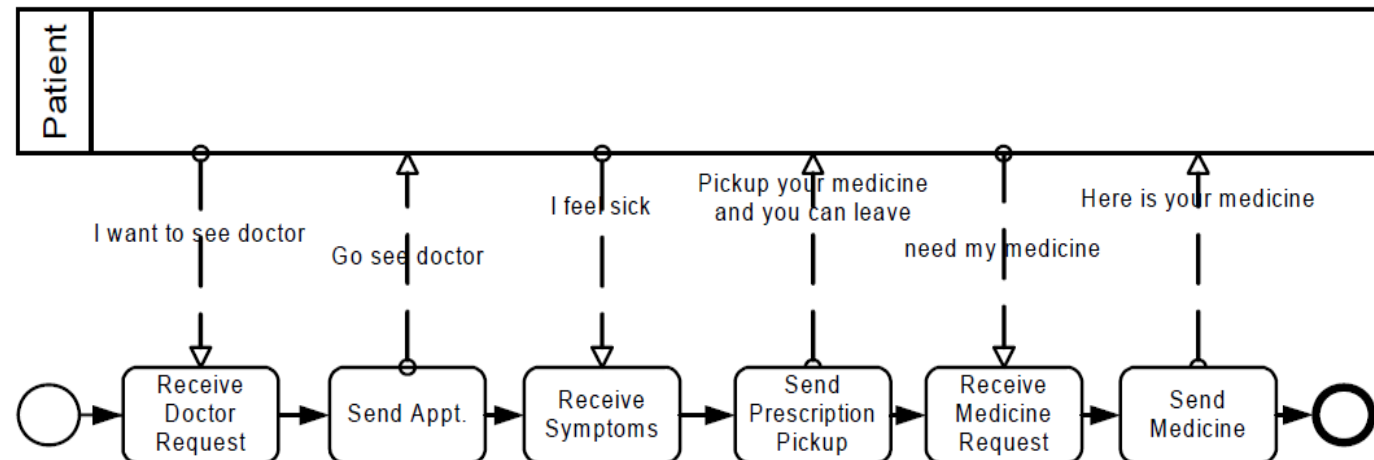 Patient
I want to see doctor
Go see doctor
I feel sick
Pickup your medicine
and you can leave
need my medicine
Here is your medicine
Receive
Doctor
Request
Send Appt.
Receive
Symptoms
Send
Prescription
Pickup
Receive
Medicine
Request
Send
Medicine